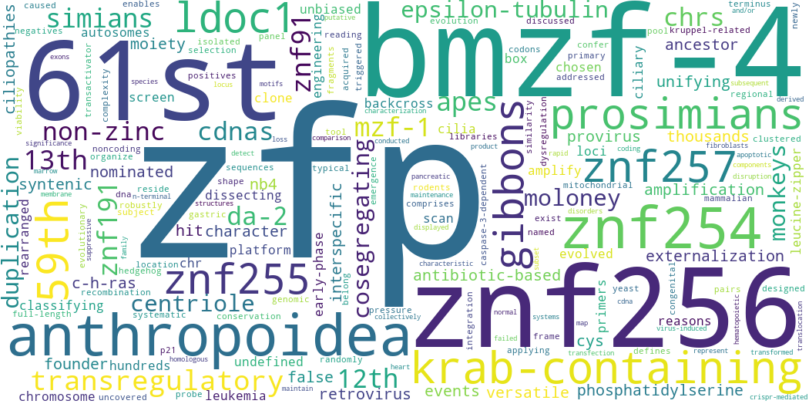 ciliopathies
caused
enables
simians
ldoc1
unbiased
putative
epsilon-tubulin
terminus
and/or
newly
negatives
autosomes
isolated
panel
evolution
discussed
chrs
kruppel-related
pool
moiety
selection
engineering
fragments
reading
acquired
triggered
codons
confer
box
primary
chosen
addressed
ancestor
znf91
61st
bmzf-4
exons
transactivator
complexity
screen
positives
clone
species
locus
motifs
viability
ciliary
unifying
regional
backcross
characterization
apes
non-zinc
cdnas
loss
comparison
tool
mzf-1
cilia
libraries
product
similarity
dysregulation
prosimians
provirus
thousands
clustered
derived
significance
noncoding
organize
detect
conducted
rapid
coding
fibroblasts
apoptotic
13th
nominated
marrow
duplication
syntenic
membrane
n-terminal
dna
reside
robustly
subject
shape
structures
dissecting
nb4
typical
zfp
cosegregating
interspecific
emergence
pancreatic
rodents
maintenance
comprises
scan
displayed
caspase-3-dependent
gibbons
loci
amplify
znf257
mitochondrial
components
disruption
mammalian
monkeys
leucine-zipper
moloney
exist
named
disorders
amplification
znf254
rearranged
59th
evolutionary
suppressive
znf191
family
gastric
da-2
hit
character
location
chr
hedgehog
platform
early-phase
characteristic
belong
antibiotic-based
evolved
externalization
c-h-ras
recombination
znf255
genomic
full-length
classifying
systematic
conservation
centriole
pressure
collectively
znf256
integration
normal
failed
frame
applying
systems
map
transfection
primers
cys
yeast
cdna
defines
reasons
virus-induced
congenital
pairs
represent
hematopoietic
transformed
designed
translocation
anthropoidea
founder
hundreds
undefined
p21
homologous
randomly
false
12th
heart
krab-containing
transregulatory
events
versatile
phosphatidylserine
subsequent
chromosome
uncovered
probe
leukemia
maintain
retrovirus
crispr-mediated